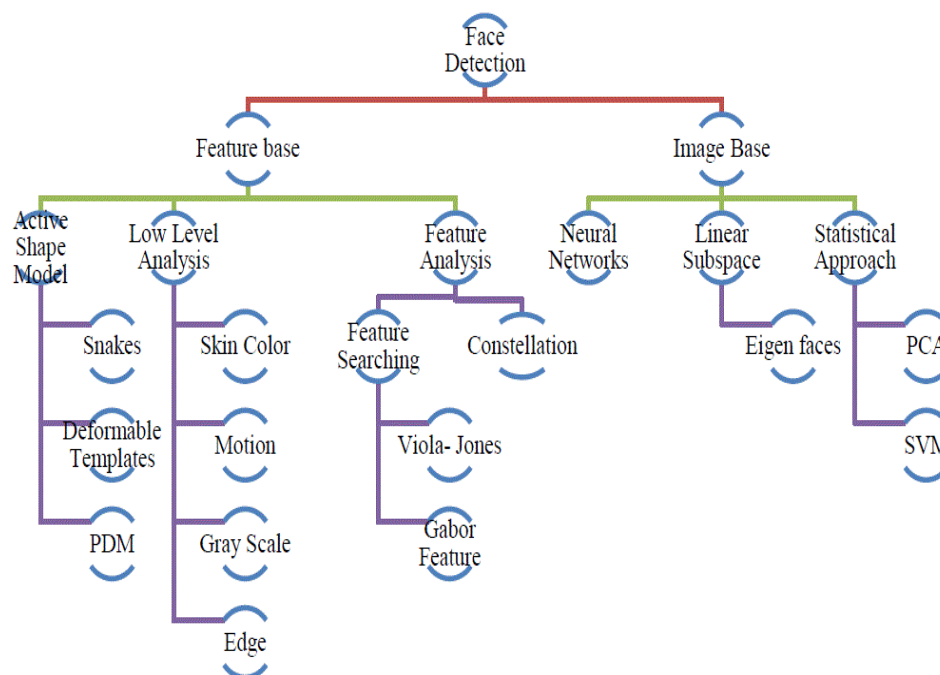 Face
Detection
Feature base
Image Base
Active
Shape
Model
Low Level
Analysis
Feature
Analysis
Neural
Networks
Linear
Subspace
Statistical
Approach
Snakes
Skin Color
Feature
Searching
Constellation
Eigen faces
PCA
Deformable
Templates
Motion
Viola- Jones
SVM
PDM
Gray Scale
Gabor
Feature
Edge